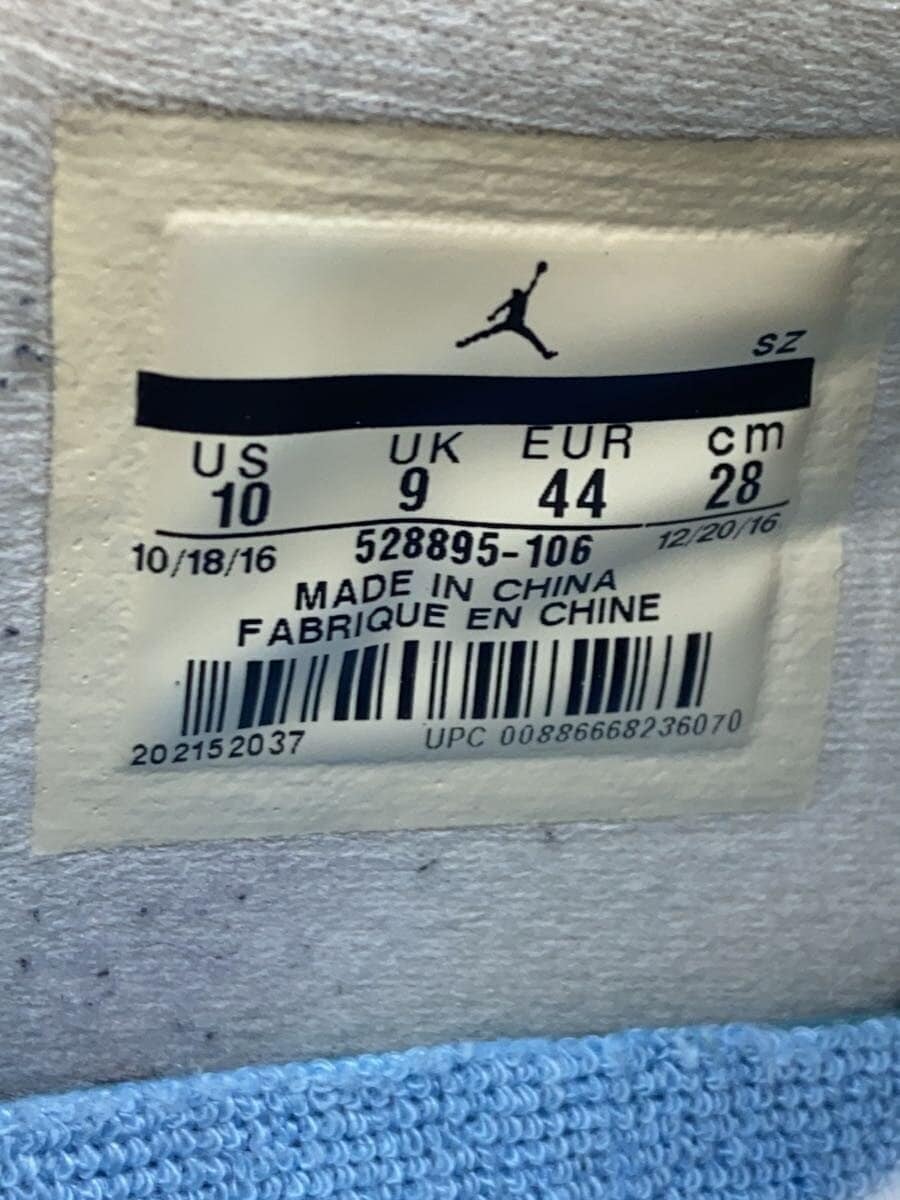 SZ
US UK EUR cm
10 9 44 28
10/18/16 528895-106 12/20/16
MADE IN CHINA
FABRIQUE EN CHINE
202152037 UPC 00886668236070